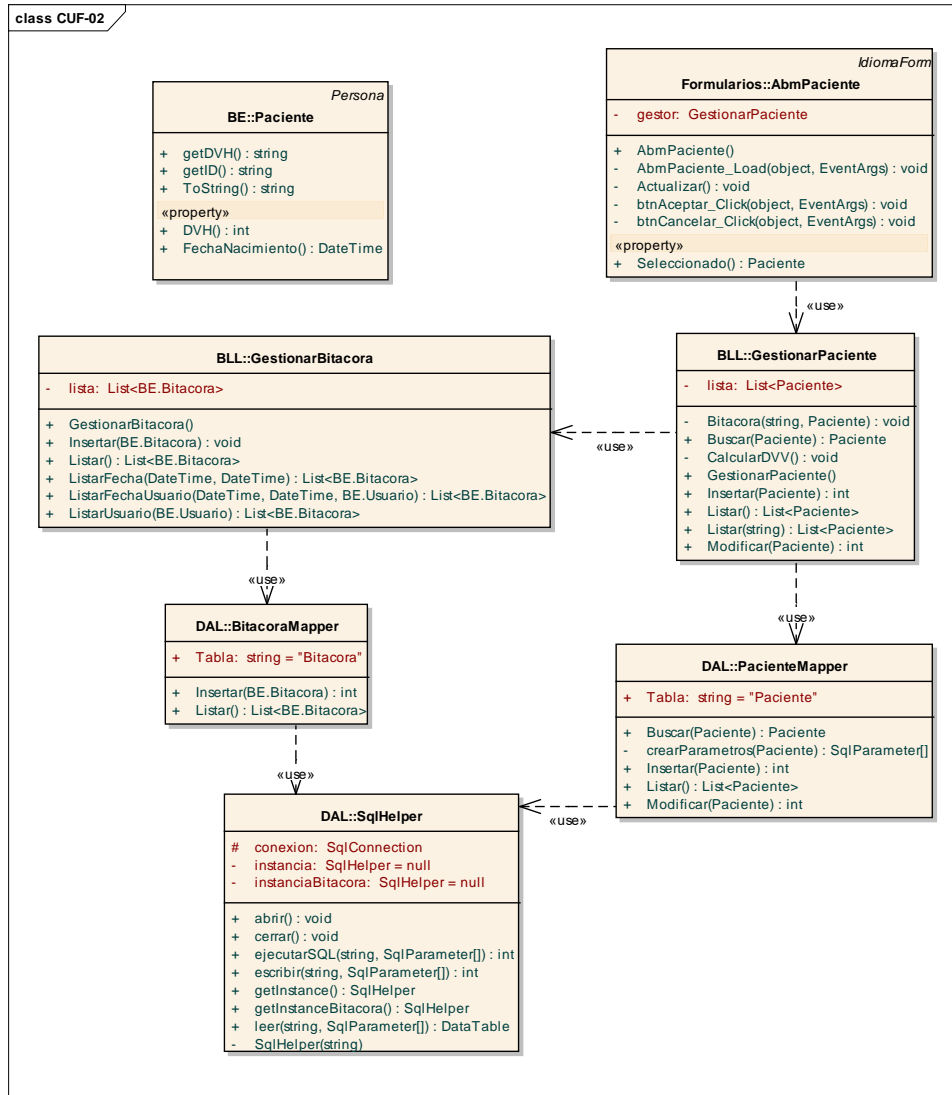 class CUF-02
Persona
BE::Paciente
+ getDVH() : string
+ getID() : string
+ ToString() : string
«property»
+ DVH() : int
+ FechaNacimiento() : DateTime
IdiomaForm
Formularios::AbmPaciente
- gestor: GestionarPaciente
+ AbmPaciente()
- AbmPaciente_Load(object, EventArgs) : void
- Actualizar() : void
- btnAceptar_Click(object, EventArgs) : void
- btnCancelar_Click(object, EventArgs) : void
«property»
+ Seleccionado() : Paciente
«use»
BLL::GestionarBitacora
- lista: List<BE.Bitacora>
+ GestionarBitacora()
+ Insertar(BE.Bitacora) : void
+ Listar() : List<BE.Bitacora>
+ ListarFecha(DateTime, DateTime) : List<BE.Bitacora>
+ ListarFechaUsuario(DateTime, DateTime, BE.Usuario) : List<BE.Bitacora>
+ ListarUsuario(BE.Usuario) : List<BE.Bitacora>
BLL::GestionarPaciente
- lista: List<Paciente>
- Bitacora(string, Paciente) : void
+ Buscar(Paciente) : Paciente
- CalcularDVV() : void
+ GestionarPaciente()
+ Insertar(Paciente) : int
+ Listar() : List<Paciente>
+ Listar(string) : List<Paciente>
+ Modificar(Paciente) : int
«use»
«use»
«use»
DAL::BitacoraMapper
+ Tabla: string = "Bitacora"
+ Insertar(BE.Bitacora) : int
+ Listar() : List<BE.Bitacora>
DAL::PacienteMapper
+ Tabla: string = "Paciente"
+ Buscar(Paciente) : Paciente
- crearParametros(Paciente) : SqlParameter[]
+ Insertar(Paciente) : int
+ Listar() : List<Paciente>
+ Modificar(Paciente) : int
«use»
«use»
DAL::SqlHelper
# conexion: SqlConnection
- instancia: SqlHelper = null
- instanciaBitacora: SqlHelper = null
+ abrir() : void
+ cerrar() : void
+ ejecutarSQL(string, SqlParameter[]) : int
+ escribir(string, SqlParameter[]) : int
+ getInstance() : SqlHelper
+ getInstanceBitacora() : SqlHelper
+ leer(string, SqlParameter[]) : DataTable
- SqlHelper(string)